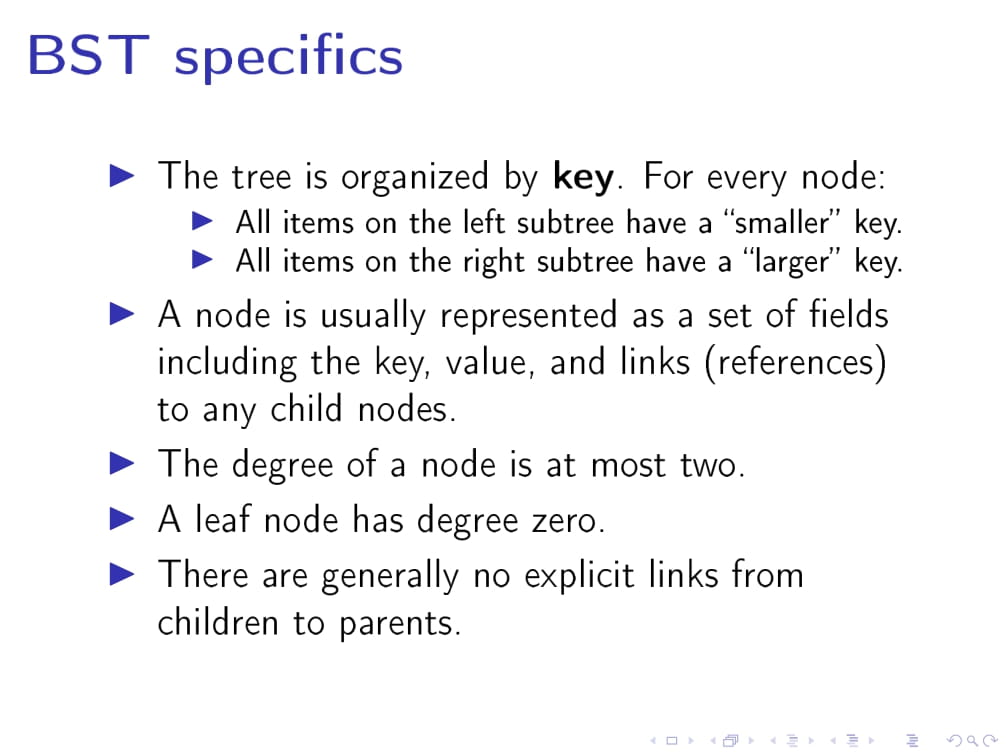 BST specifics
The tree is organized by key. For every node:
All items on the left subtree have a “smaller” key.
All items on the right subtree have a “larger” key.
A node is usually represented as a set of fields
including the key, value, and links (references)
to any child nodes.
The degree of a node is at most two.
A leaf node has degree zero.
There are generally no explicit links from
children to parents.